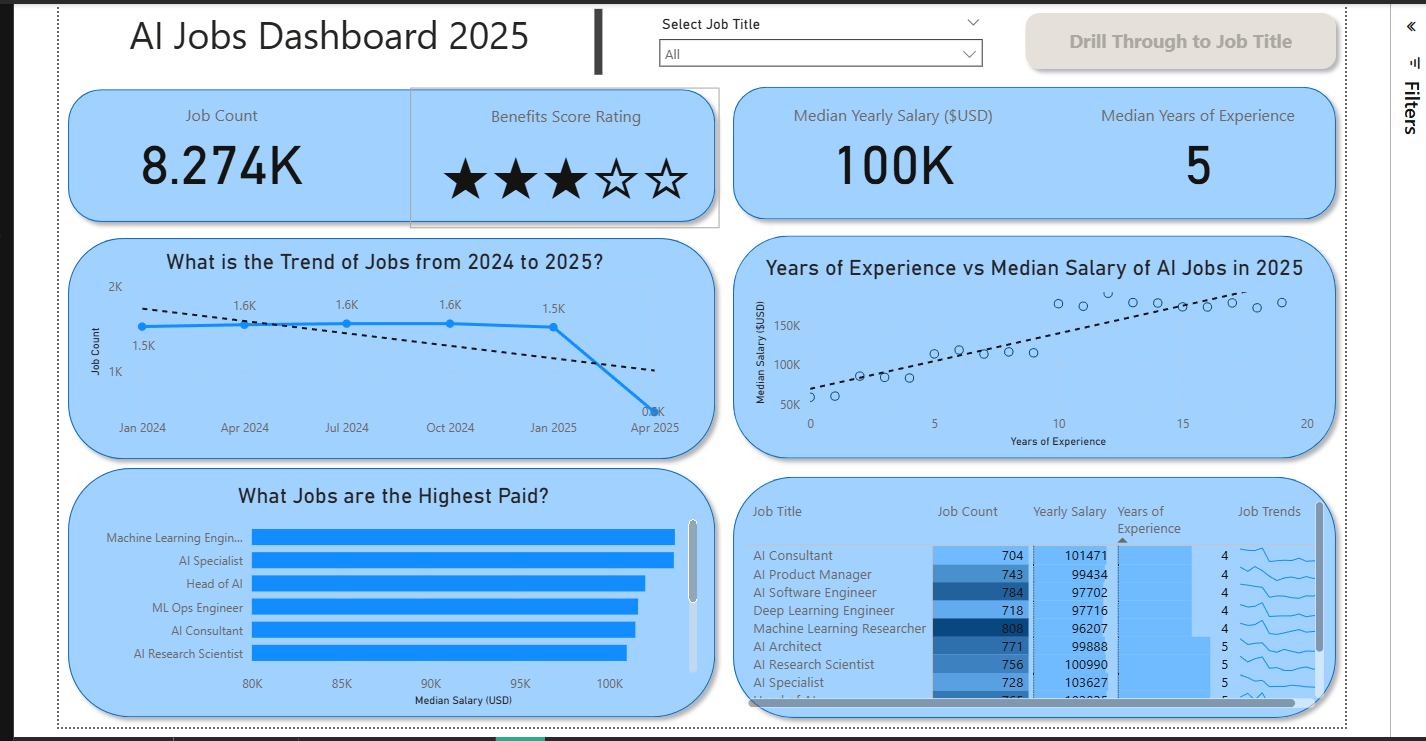 AI Jobs Dashboard 2025
Select Job Title
All
Drill Through to Job Title
Filters
Job Count
8.274K
Benefits Score Rating
Median Yearly Salary ($USD)
100K
Median Years of Experience
5
What is the Trend of Jobs from 2024 to 2025?
Job Count
2K
1K
1.5K
1.6K
1.6K
1.6K
1.5K
Jan 2024
Apr 2024
Jul 2024
Oct 2024
Jan 2025
Apr 2025
Years of Experience vs Median Salary of AI Jobs in 2025
Median Salary ($USD)
150K
100K
50K
0
5
10
15
20
Years of Experience
What Jobs are the Highest Paid?
Machine Learning Engin...
AI Specialist
Head of AI
ML Ops Engineer
AI Consultant
AI Research Scientist
80K
85K
90K
95K
100K
Median Salary (USD)
Job Title Job Count Yearly Salary Years of Experience Job Trends
AI Consultant 704 101471 4
AI Product Manager 743 99434 4
AI Software Engineer 784 97702 4
Deep Learning Engineer 718 97716 4
Machine Learning Researcher 808 96207 4
AI Architect 771 99888 5
AI Research Scientist 756 100990 5
AI Specialist 728 103627 5